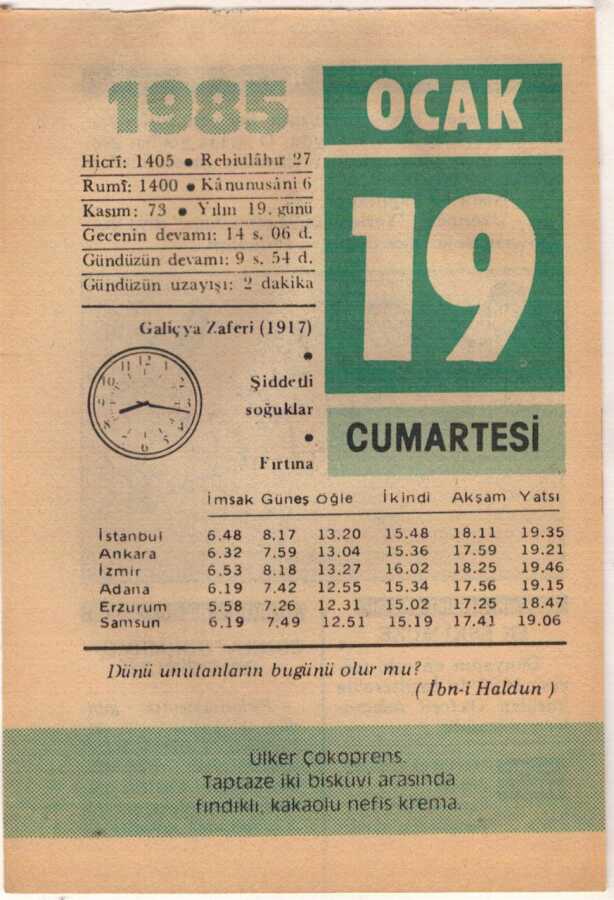 1985
OCAK
Hicrî: 1405 • Rebiulâhır 27
Rumî: 1400 • Kânunusâni 6
Kasım: 73 • Yılın 19. günü
Gecenin devamı: 14 s. 06 d.
Gündüzün devamı: 9 s. 54 d.
Gündüzün uzayışı: 2 dakika
19
CUMARTESİ
Galiçya Zaferi (1917)
•
Şiddetli
soğuklar
•
Fırtına
İmsak Güneş Öğle İkindi Akşam Yatsı
İstanbul 6.48 8.17 13.20 15.48 18.11 19.35
Ankara 6.32 7.59 13.04 15.36 17.59 19.21
İzmir 6.53 8.18 13.27 16.02 18.25 19.46
Adana 6.19 7.42 12.55 15.34 17.56 19.15
Erzurum 5.58 7.26 12.31 15.02 17.25 18.47
Samsun 6.19 7.49 12.51 15.19 17.41 19.06
Dünü unutanların bugünü olur mu?
( İbn-i Haldun )
Ülker Çokoprens.
Taptaze iki bisküvi arasında
fındıklı, kakaolu nefis krema.